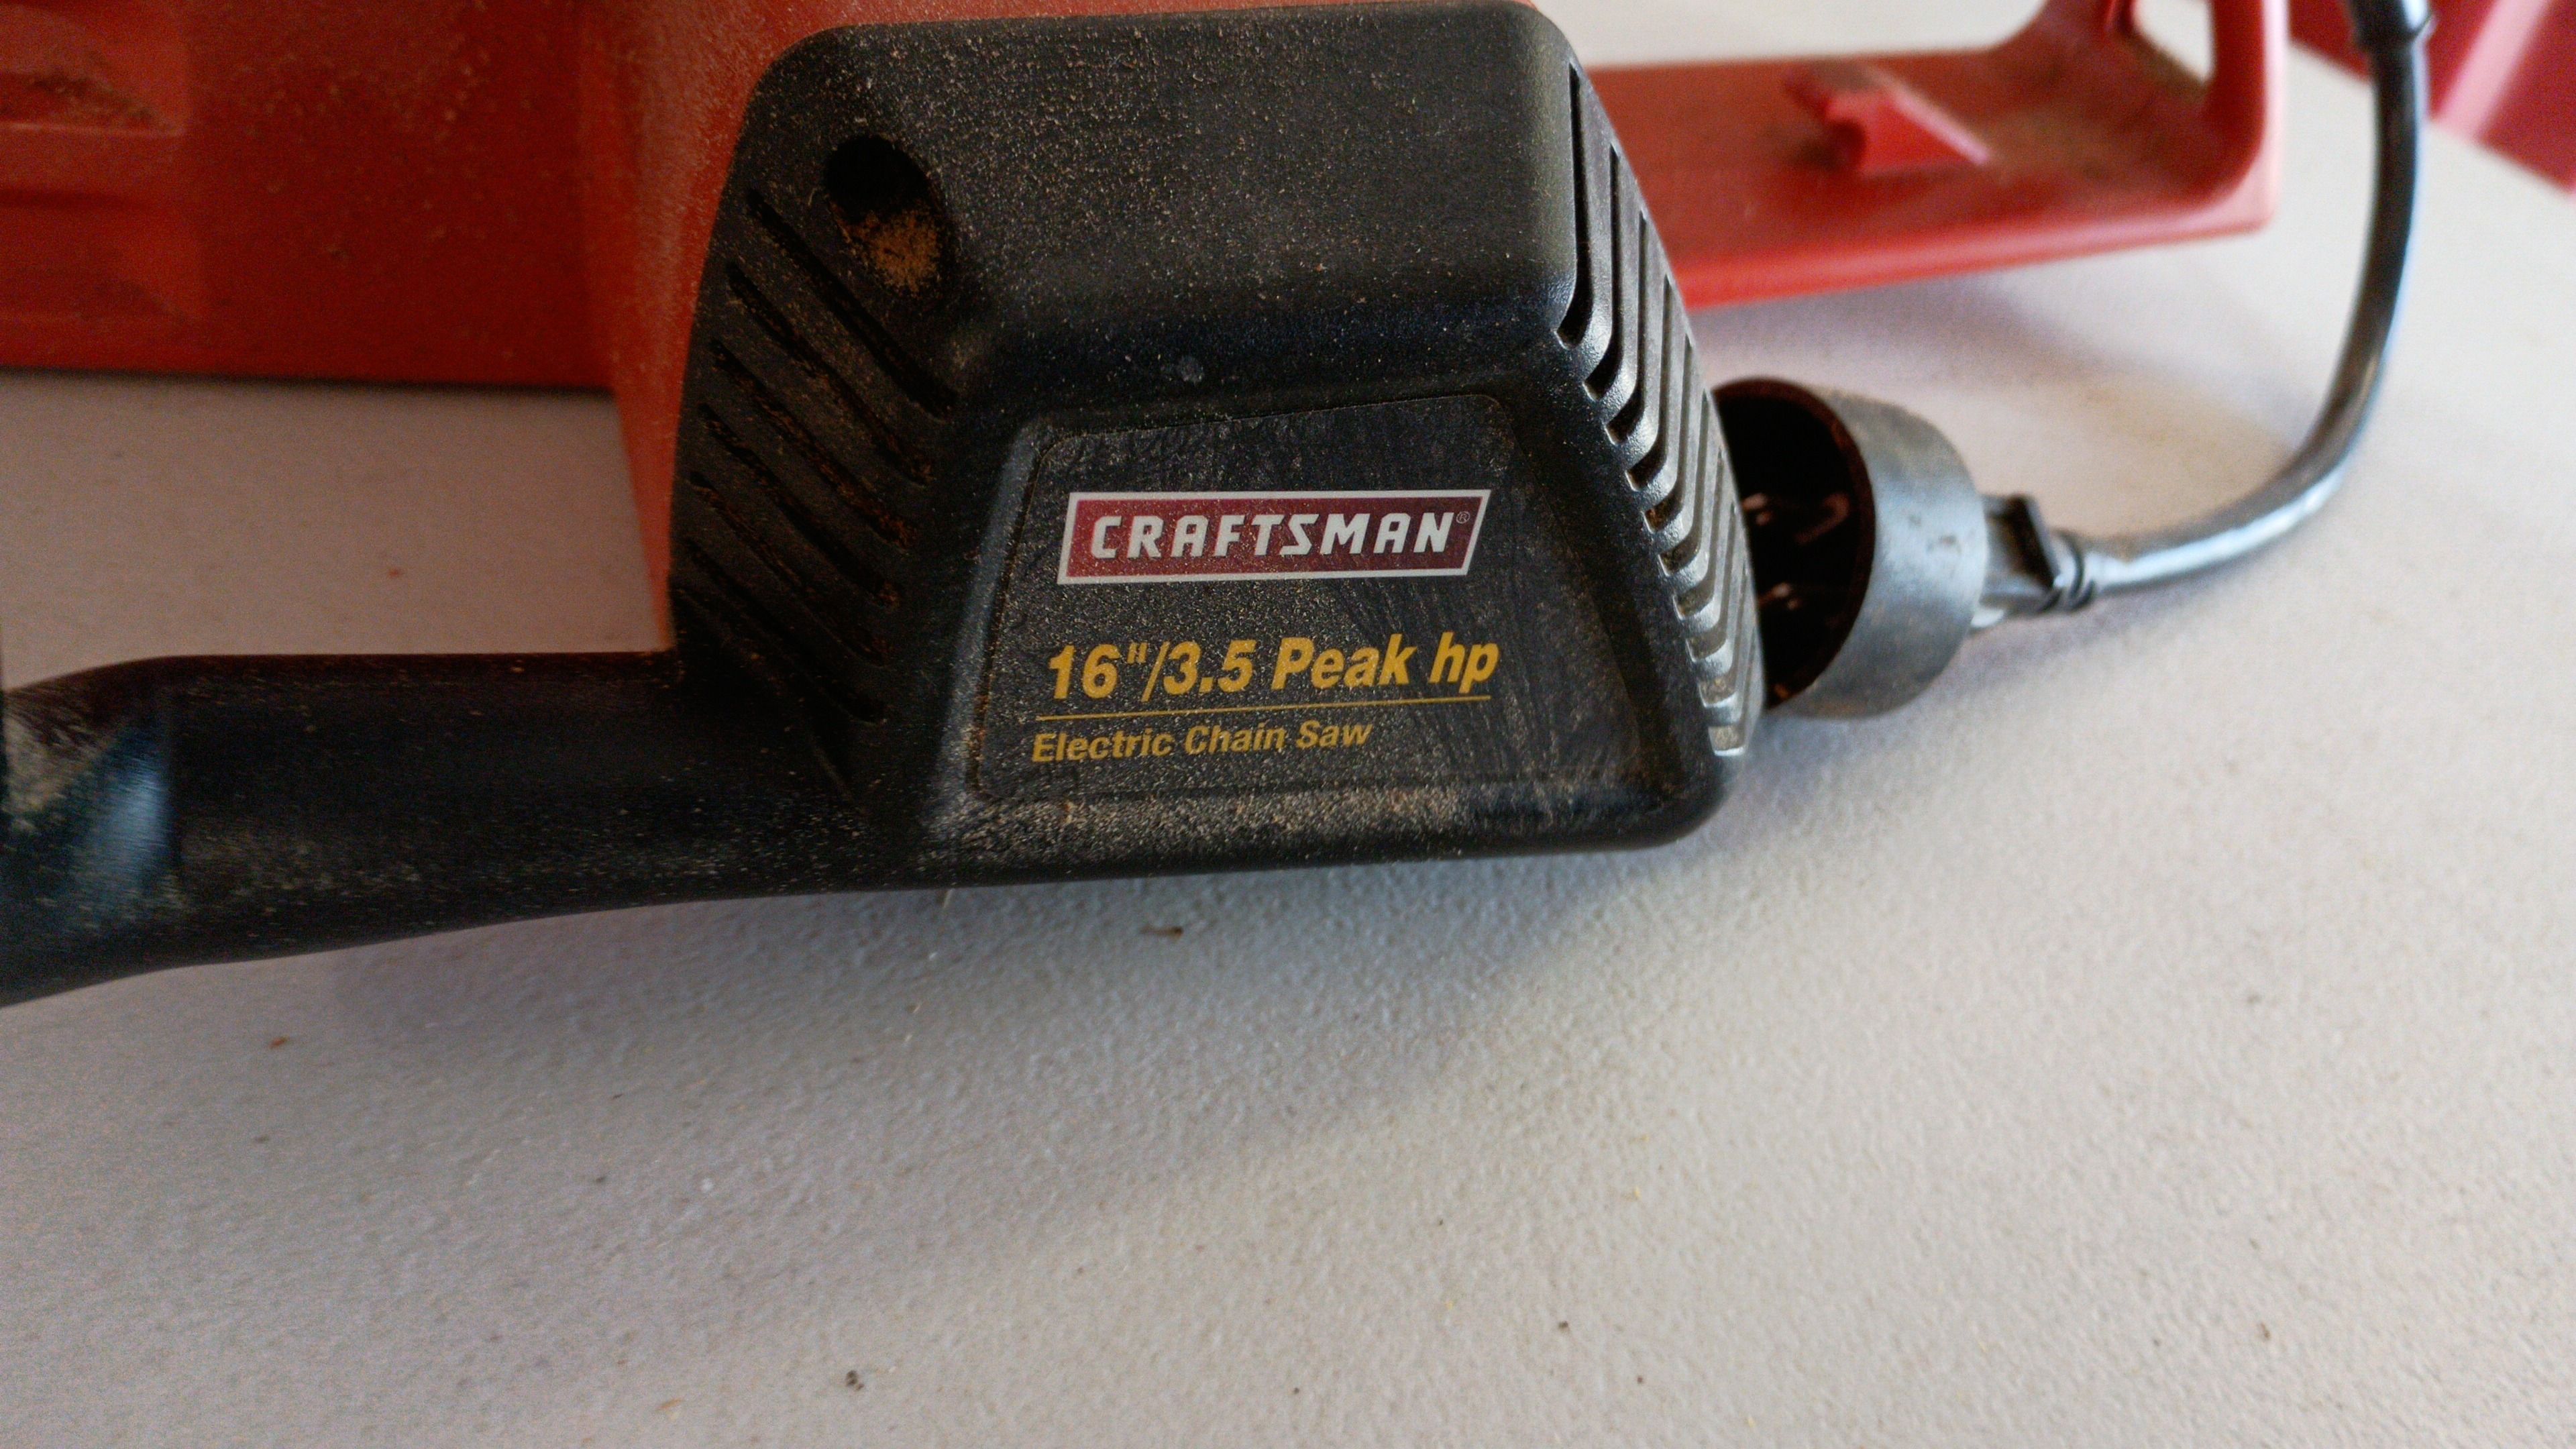 CRAFTSMAN®
16"/3.5 Peak hp
Electric Chain Saw